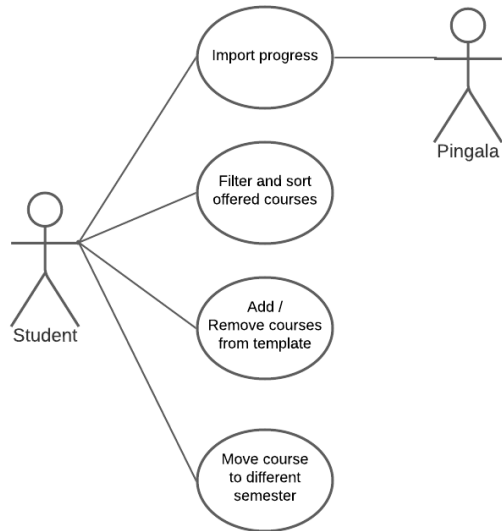 Import progress
Pingala
Filter and sort
offered courses
Student
Add /
Remove courses
from template
Move course
to different
semester